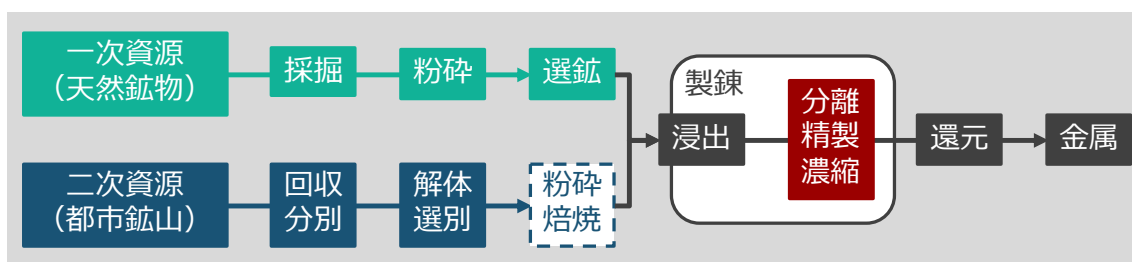 一次資源
（天然鉱物）
採掘
粉砕
選鉱
二次資源
（都市鉱山）
回収
分別
解体
選別
粉砕
焙焼
製錬
浸出
分離
精製
濃縮
還元
金属